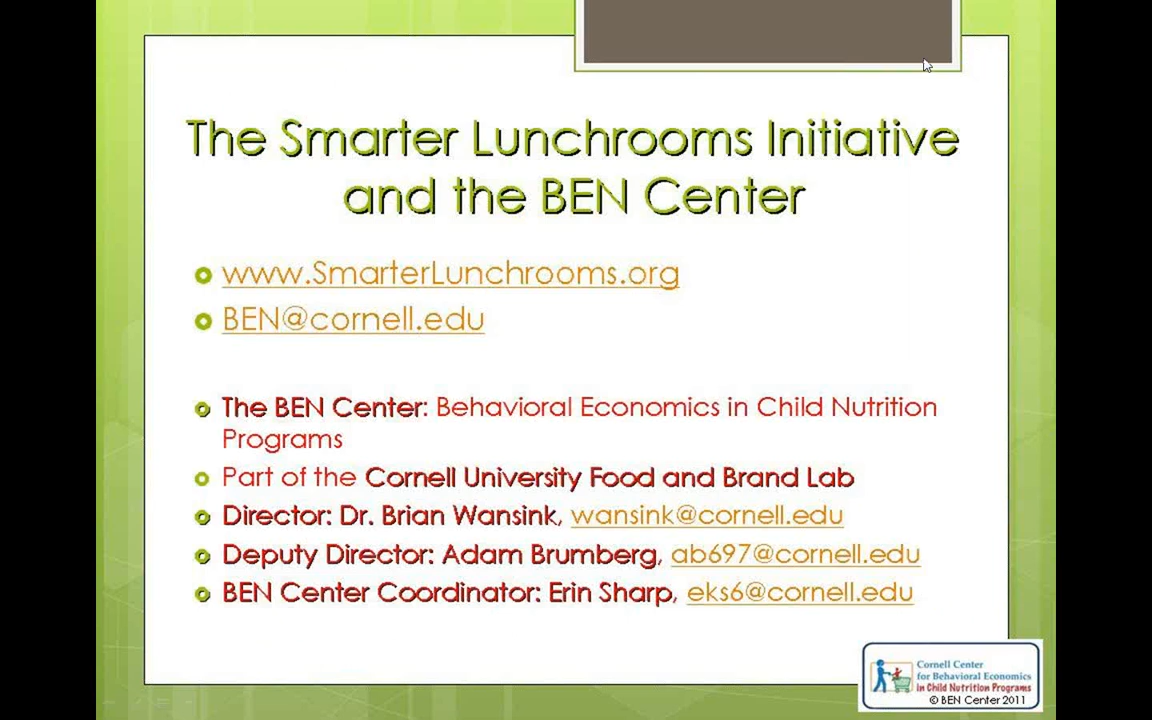 The Smarter Lunchrooms Initiative
and the BEN Center
www.SmarterLunchrooms.org
BEN@cornell.edu
The BEN Center: Behavioral Economics in Child Nutrition
Programs
Part of the Cornell University Food and Brand Lab
Director: Dr. Brian Wansink, wansink@cornell.edu
Deputy Director: Adam Brumberg, ab697@cornell.edu
BEN Center Coordinator: Erin Sharp, eks6@cornell.edu
Cornell Center
for Behavioral Economics
in Child Nutrition Programs
© BEN Center 2011